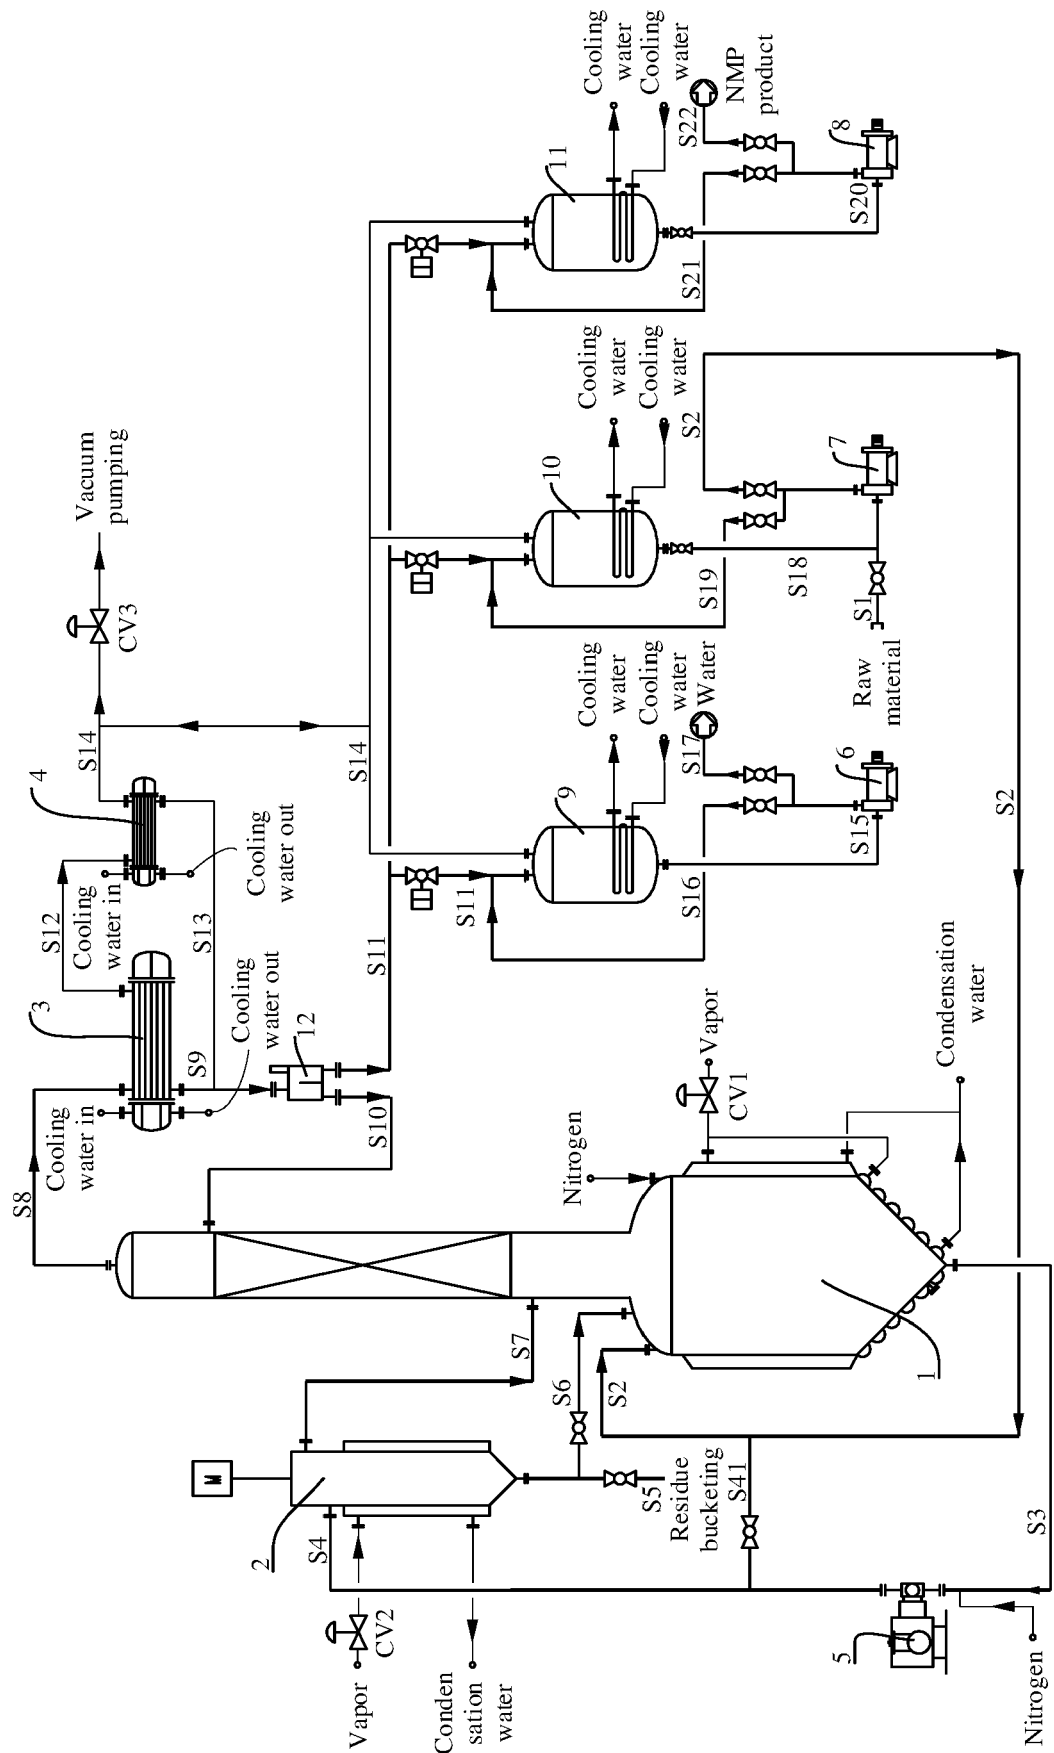 Vacuum
pumping
CV3
S14
4
S12
Cooling
water in
Cooling
water out
S13
S14
3
S9
Cooling
water out
12
S11
S8
Cooling
water in
S10
S11
9
Cooling
water
Cooling
water
S17
Water
S16
S15
6
10
Cooling
water
Cooling
water
S2
S19
S18
7
S1
Raw
material
11
Cooling
water
Cooling
water
S22
NMP
product
S21
S20
8
M
2
S4
Vapor
CV2
Conden
sation
water
S7
S6
S5
Residue
bucketing
S2
S41
Nitrogen
Vapor
CV1
Condensation
water
1
S2
S3
5
Nitrogen